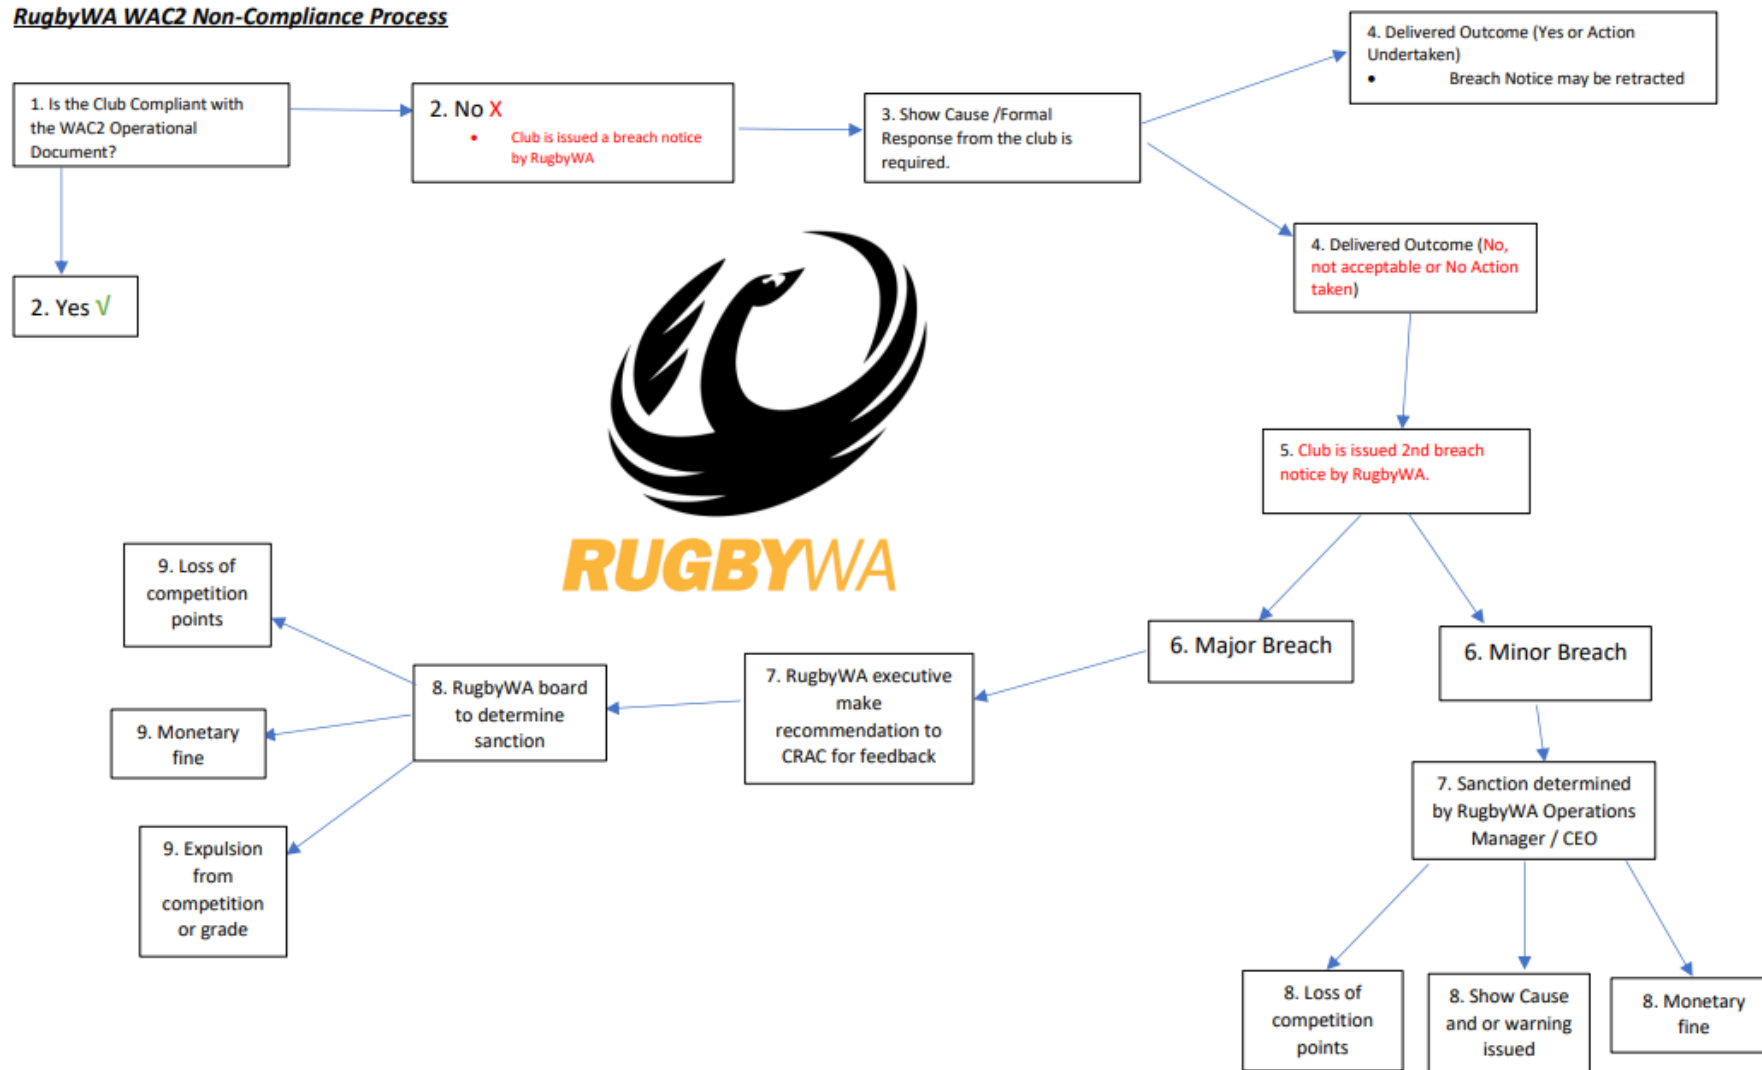 RugbyWA WAC2 Non-Compliance Process
1. Is the Club Compliant with
the WAC2 Operational
Document?
2. No X
• Club is issued a breach notice
by RugbyWA
3. Show Cause /Formal
Response from the club is
required.
4. Delivered Outcome (Yes or Action
Undertaken)
• Breach Notice may be retracted
2. Yes √
4. Delivered Outcome (No,
not acceptable or No Action
taken)
5. Club is issued 2nd breach
notice by RugbyWA.
RUGBYWA
6. Major Breach
6. Minor Breach
7. RugbyWA executive
make
recommendation to
CRAC for feedback
8. RugbyWA board
to determine
sanction
9. Loss of
competition
points
9. Monetary
fine
9. Expulsion
from
competition
or grade
7. Sanction determined
by RugbyWA Operations
Manager / CEO
8. Loss of
competition
points
8. Show Cause
and or warning
issued
8. Monetary
fine